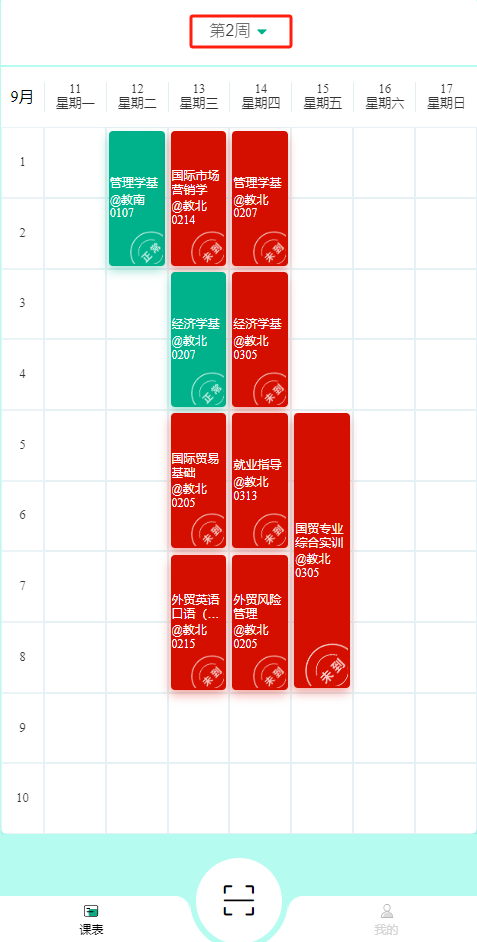 第2周
9月
11
星期一
12
星期二
13
星期三
14
星期四
15
星期五
16
星期六
17
星期日
1
2
3
4
5
6
7
8
9
10
管理学基
@教南
0107
正常
国际市场
营销学
@教北
0214
未到
管理学基
@教北
0207
未到
经济学基
@教北
0207
正常
经济学基
@教北
0305
未到
国际贸易
基础
@教北
0205
未到
就业指导
@教北
0313
未到
国贸专业
综合实训
@教北
0305
未到
外贸英语
口语（...
@教北
0215
未到
外贸风险
管理
@教北
0205
未到
课表
我的